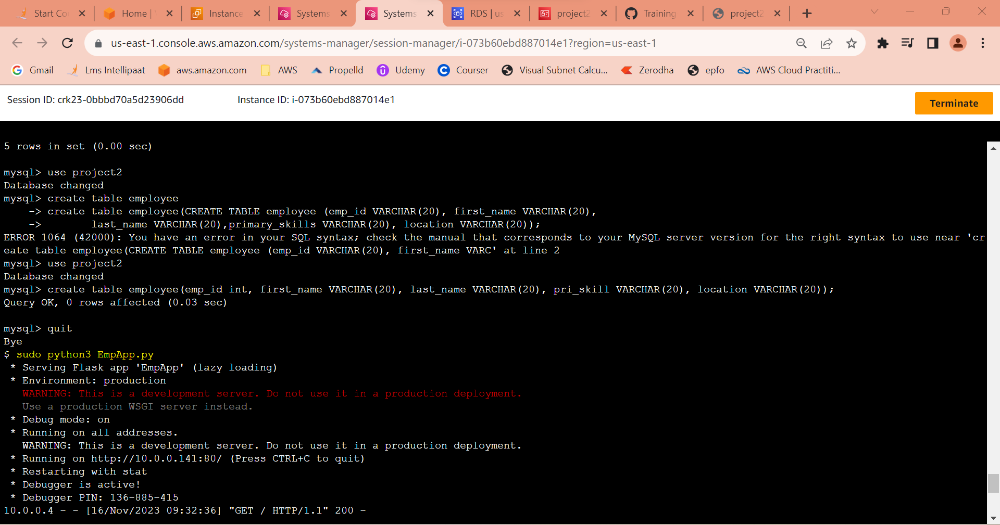 Start Co
Home |
Instance
Systems
Systems
RDS | us
project2
Training
project2
us-east-1.console.aws.amazon.com/systems-manager/session-manager/i-073b60ebd887014e1?region=us-east-1
Gmail
Lms Intellipaat
aws.amazon.com
AWS
Propelld
Udemy
Courser
Visual Subnet Calcu...
Zerodha
epfo
AWS Cloud Practiti...
Session ID: crk23-0bbbd70a5d23906dd
Instance ID: i-073b60ebd887014e1
Terminate
5 rows in set (0.00 sec)
mysql> use project2
Database changed
mysql> create table employee
    -> create table employee(CREATE TABLE employee (emp_id VARCHAR(20), first_name VARCHAR(20),
    ->        last_name VARCHAR(20),primary_skills VARCHAR(20), location VARCHAR(20));
ERROR 1064 (42000): You have an error in your SQL syntax; check the manual that corresponds to your MySQL server version for the right syntax to use near 'cr
eate table employee(CREATE TABLE employee (emp_id VARCHAR(20), first_name VARC' at line 2
mysql> use project2
Database changed
mysql> create table employee(emp_id int, first_name VARCHAR(20), last_name VARCHAR(20), pri_skill VARCHAR(20), location VARCHAR(20));
Query OK, 0 rows affected (0.03 sec)
mysql> quit
Bye
$ sudo python3 EmpApp.py
 * Serving Flask app 'EmpApp' (lazy loading)
 * Environment: production
   WARNING: This is a development server. Do not use it in a production deployment.
   Use a production WSGI server instead.
 * Debug mode: on
 * Running on all addresses.
   WARNING: This is a development server. Do not use it in a production deployment.
 * Running on http://10.0.0.141:80/ (Press CTRL+C to quit)
 * Restarting with stat
 * Debugger is active!
 * Debugger PIN: 136-885-415
10.0.0.4 - - [16/Nov/2023 09:32:36] "GET / HTTP/1.1" 200 -